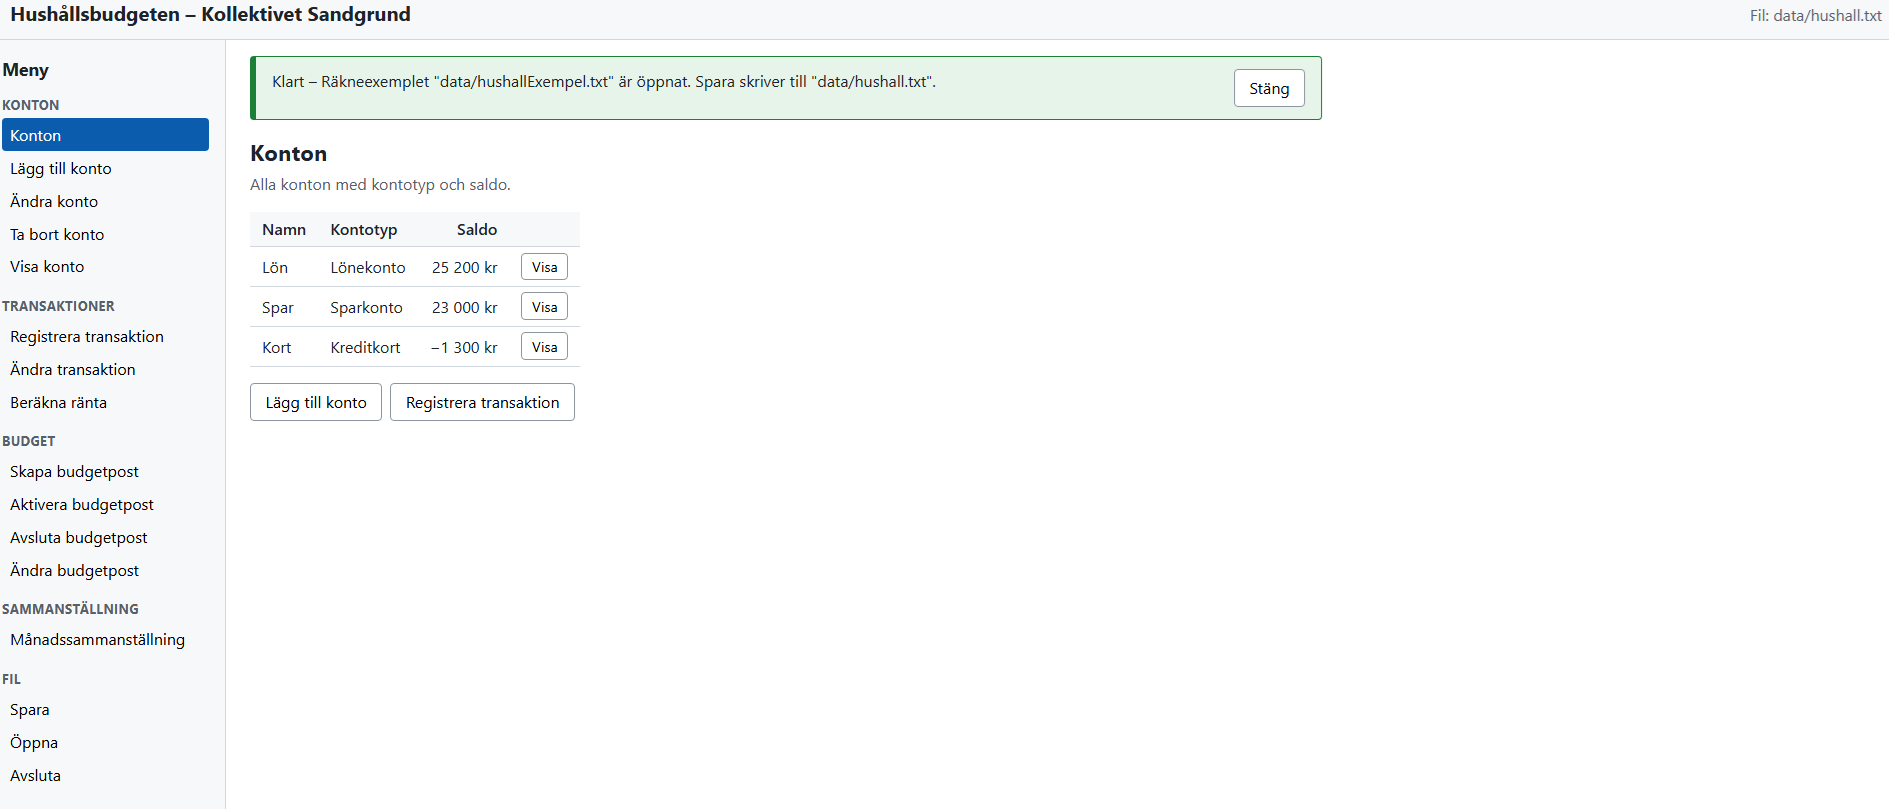 Hushållsbudgeten – Kollektivet Sandgrund
Fil: data/hushall.txt
Meny
KONTON
Konton
Lägg till konto
Ändra konto
Ta bort konto
Visa konto
TRANSAKTIONER
Registrera transaktion
Ändra transaktion
Beräkna ränta
BUDGET
Skapa budgetpost
Aktivera budgetpost
Avsluta budgetpost
Ändra budgetpost
SAMMANSTÄLLNING
Månadssammanställning
FIL
Spara
Öppna
Avsluta
Klart – Räkneexemplet "data/hushallExempel.txt" är öppnat. Spara skriver till "data/hushall.txt".
Stäng
Konton
Alla konton med kontotyp och saldo.
Namn Kontotyp Saldo
Lön Lönekonto 25 200 kr Visa
Spar Sparkonto 23 000 kr Visa
Kort Kreditkort −1 300 kr Visa
Lägg till konto Registrera transaktion